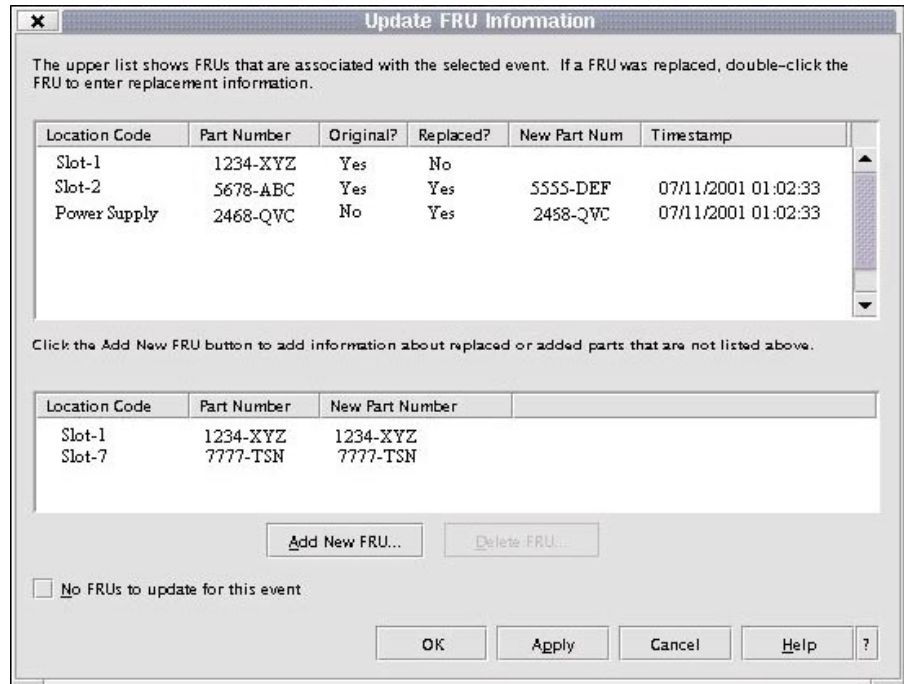 Update FRU Information
The upper list shows FRUs that are associated with the selected event. If a FRU was replaced, double-click the
FRU to enter replacement information.
Location Code Part Number Original? Replaced? New Part Num Timestamp
Slot-1 1234-XYZ Yes No
Slot-2 5678-ABC Yes Yes 5555-DEF 07/11/2001 01:02:33
Power Supply 2468-QVC No Yes 2468-QVC 07/11/2001 01:02:33
Click the Add New FRU button to add information about replaced or added parts that are not listed above.
Location Code Part Number New Part Number
Slot-1 1234-XYZ 1234-XYZ
Slot-7 7777-TSN 7777-TSN
Add New FRU... Delete FRU...
No FRUs to update for this event
OK Apply Cancel Help ?